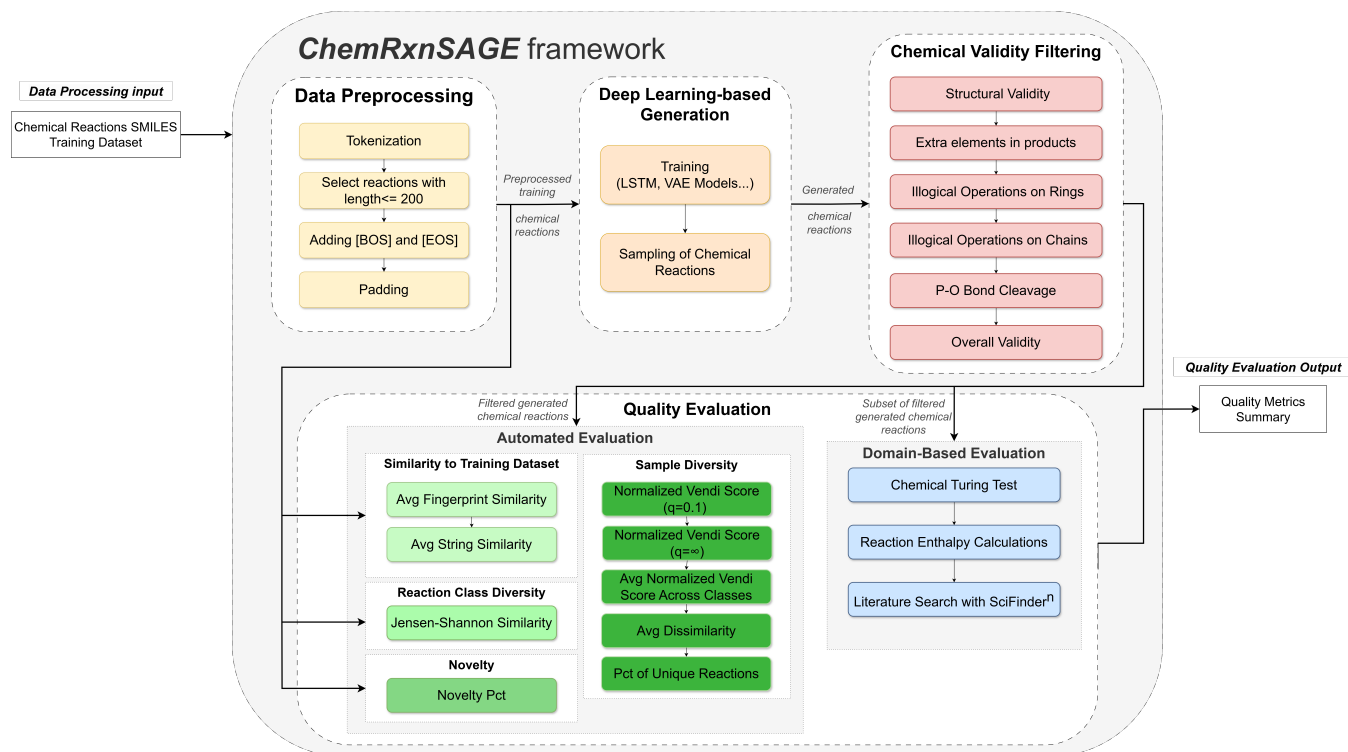 ChemRxnSAGE framework
Data Processing input
Chemical Reactions SMILES
Training Dataset
Data Preprocessing
Tokenization
Select reactions with
length<= 200
Adding [BOS] and [EOS]
Padding
Preprocessed
training
chemical
reactions
Deep Learning-based
Generation
Training
(LSTM, VAE Models...)
Sampling of Chemical
Reactions
Generated
chemical
reactions
Chemical Validity Filtering
Structural Validity
Extra elements in products
Illogical Operations on Rings
Illogical Operations on Chains
P-O Bond Cleavage
Overall Validity
Filtered generated
chemical reactions
Quality Evaluation
Subset of filtered
generated chemical
reactions
Automated Evaluation
Similarity to Training Dataset
Avg Fingerprint Similarity
Avg String Similarity
Reaction Class Diversity
Jensen-Shannon Similarity
Novelty
Novelty Pct
Sample Diversity
Normalized Vendi Score
(q=0.1)
Normalized Vendi Score
(q=∞)
Avg Normalized Vendi
Score Across Classes
Avg Dissimilarity
Pct of Unique Reactions
Domain-Based Evaluation
Chemical Turing Test
Reaction Enthalpy Calculations
Literature Search with SciFinderⁿ
Quality Evaluation Output
Quality Metrics
Summary